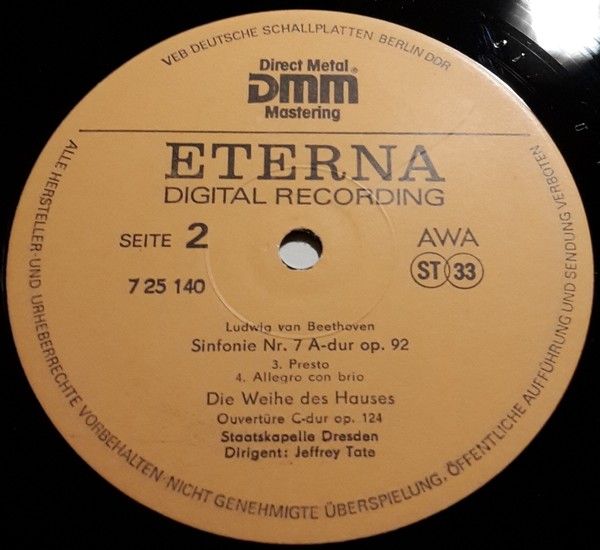 VEB DEUTSCHE SCHALLPLATTEN BERLIN DDR
Direct Metal
DMM®
Mastering
ETERNA
DIGITAL RECORDING
SEITE 2
AWA
7 25 140
ST 33
Ludwig van Beethoven
Sinfonie Nr. 7 A-dur op. 92
3. Presto
4. Allegro con brio
Die Weihe des Hauses
Ouvertüre C-dur op. 124
Staatskapelle Dresden
Dirigent: Jeffrey Tate
ALLE HERSTELLER-UND URHEBERRECHTE VORBEHALTEN·NICHT GENEHMIGTE ÜBERSPIELUNG, ÖFFENTLICHE AUFFÜHRUNG UND SENDUNG VERBOTEN